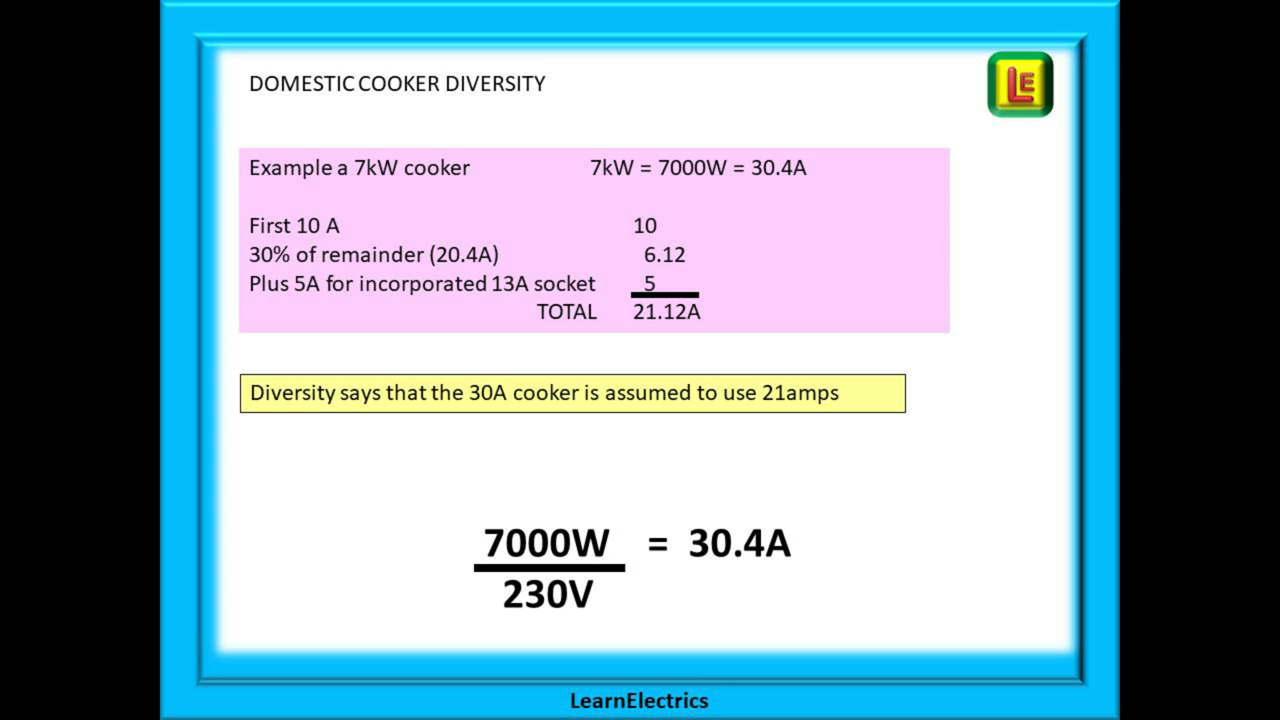 DOMESTIC COOKER DIVERSITY
LE
Example a 7kW cooker 7kW = 7000W = 30.4A
First 10 A 10
30% of remainder (20.4A) 6.12
Plus 5A for incorporated 13A socket 5
TOTAL 21.12A
Diversity says that the 30A cooker is assumed to use 21amps
7000W = 30.4A
230V
LearnElectrics